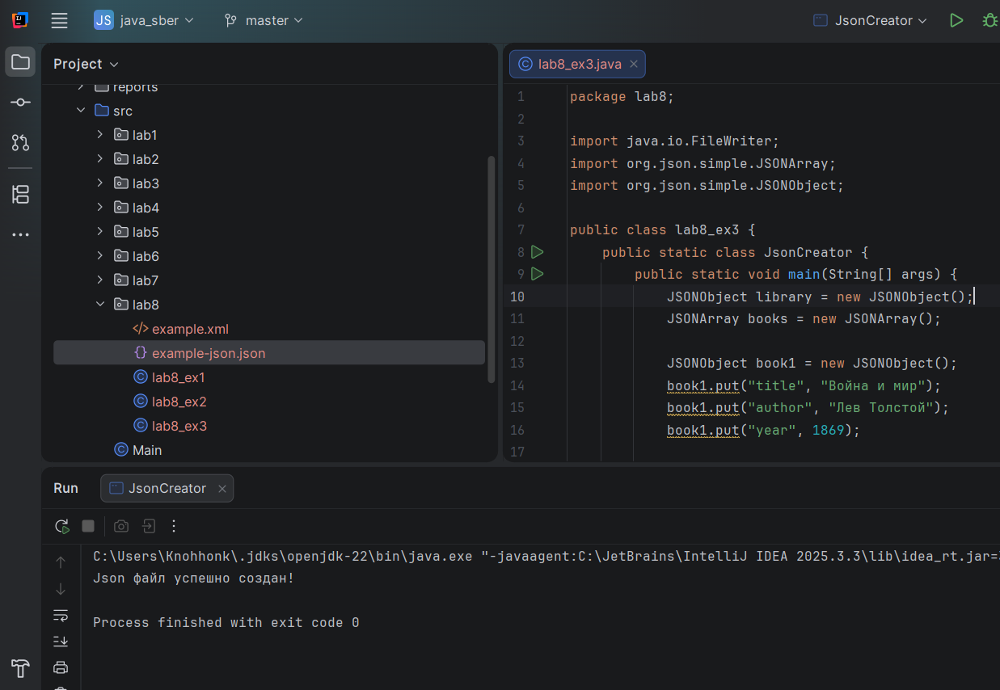 JS java_sber master JsonCreator
Project
reports
src
lab1
lab2
lab3
lab4
lab5
lab6
lab7
lab8
</> example.xml
{} example-json.json
C lab8_ex1
C lab8_ex2
C lab8_ex3
C Main
C lab8_ex3.java
1 package lab8;
2
3 import java.io.FileWriter;
4 import org.json.simple.JSONArray;
5 import org.json.simple.JSONObject;
6
7 public class lab8_ex3 {
8 public static class JsonCreator {
9 public static void main(String[] args) {
10 JSONObject library = new JSONObject();
11 JSONArray books = new JSONArray();
12
13 JSONObject book1 = new JSONObject();
14 book1.put("title", "Война и мир");
15 book1.put("author", "Лев Толстой");
16 book1.put("year", 1869);
17
Run JsonCreator
C:\Users\Knohhonk\.jdks\openjdk-22\bin\java.exe "-javaagent:C:\JetBrains\IntelliJ IDEA 2025.3.3\lib\idea_rt.jar=
Json файл успешно создан!
Process finished with exit code 0